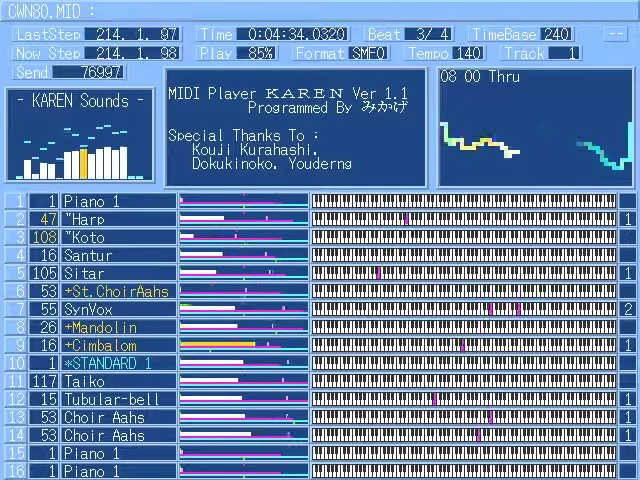 CWN80.MID :
LastStep 214. 1. 97 Time 0:04:34.0329 Beat 3/ 4 TimeBase 240 --
Now Step 214. 1. 98 Play 85% Format SMF0 Tempo 140 Track 1
Send 76997
- KAREN Sounds -
MIDI Player KAREN Ver 1.1
Programmed By みかげ
Special Thanks To :
Kouji Kurahashi.
Dokukinoko. Youderng
08 00 Thru
1 1 Piano 1
2 47 "Harp 1
3 108 "Koto
4 16 Santur
5 105 Sitar 1
6 53 +St.ChoirAahs
7 55 SynVox 2
8 26 +Mandolin
9 16 +Cimbalom 1
10 1 *STANDARD 1
11 117 Taiko
12 15 Tubular-bell 1
13 53 Choir Aahs 1
14 53 Choir Aahs 1
15 1 Piano 1
16 1 Piano 1